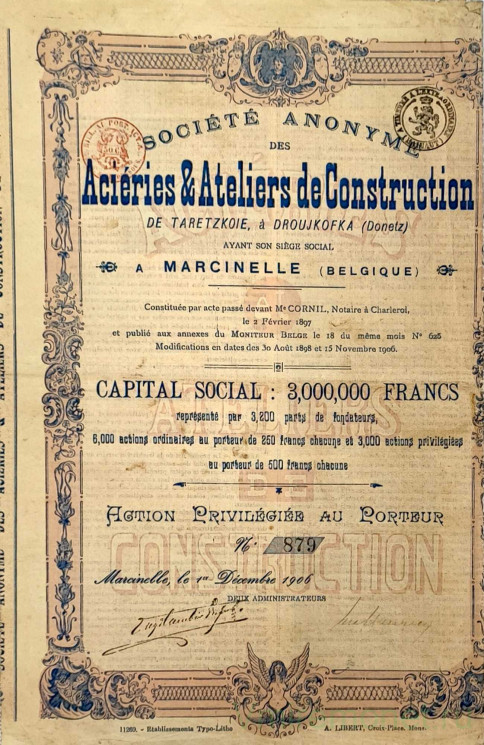 SOCIÉTÉ ANONYME
DES
Aciéries & Ateliers de Construction
DE TARETZKOIE, à DROUJKOFKA (Donetz)
AYANT SON SIÈGE SOCIAL
A MARCINELLE (BELGIQUE)
Constituée par acte passé devant Me CORNIL, Notaire à Charleroi,
le 2 Février 1897
et publié aux annexes du MONITEUR BELGE le 18 du même mois No 626
Modifications en dates des 30 Août 1898 et 15 Novembre 1906.
CAPITAL SOCIAL : 3,000,000 FRANCS
représenté par 3,200 parts de fondateurs,
6,000 actions ordinaires au porteur de 250 francs chacune et 3,000 actions privilégiées
au porteur de 500 francs chacune
ACTION PRIVILÉGIÉE AU PORTEUR
No. 879
CONSTRUCTION
Marcinelle, le 1er Décembre 1906
DEUX ADMINISTRATEURS
11269. - Etablissements Typo-Litho A. LIBERT, Croix-Place, Mons.